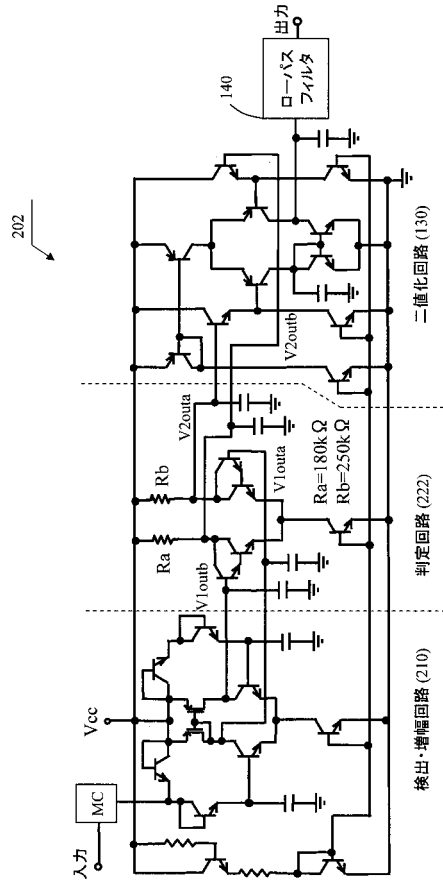 202
入力
MC
Vcc
Ra
Rb
V1outb
V1outa
V2outa
V2outb
Ra=180kΩ
Rb=250kΩ
140
ローパス
フィルタ
出力
検出・増幅回路 (210)
判定回路 (222)
二値化回路 (130)